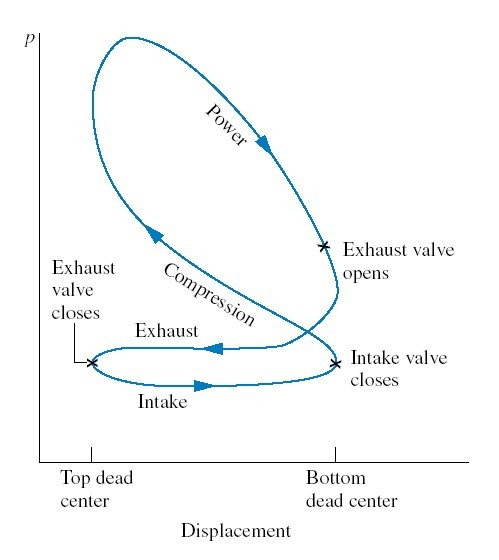 p
Power
Exhaust valve
opens
Exhaust
valve
closes
Compression
Exhaust
Intake valve
closes
Intake
Top dead
center
Bottom
dead center
Displacement